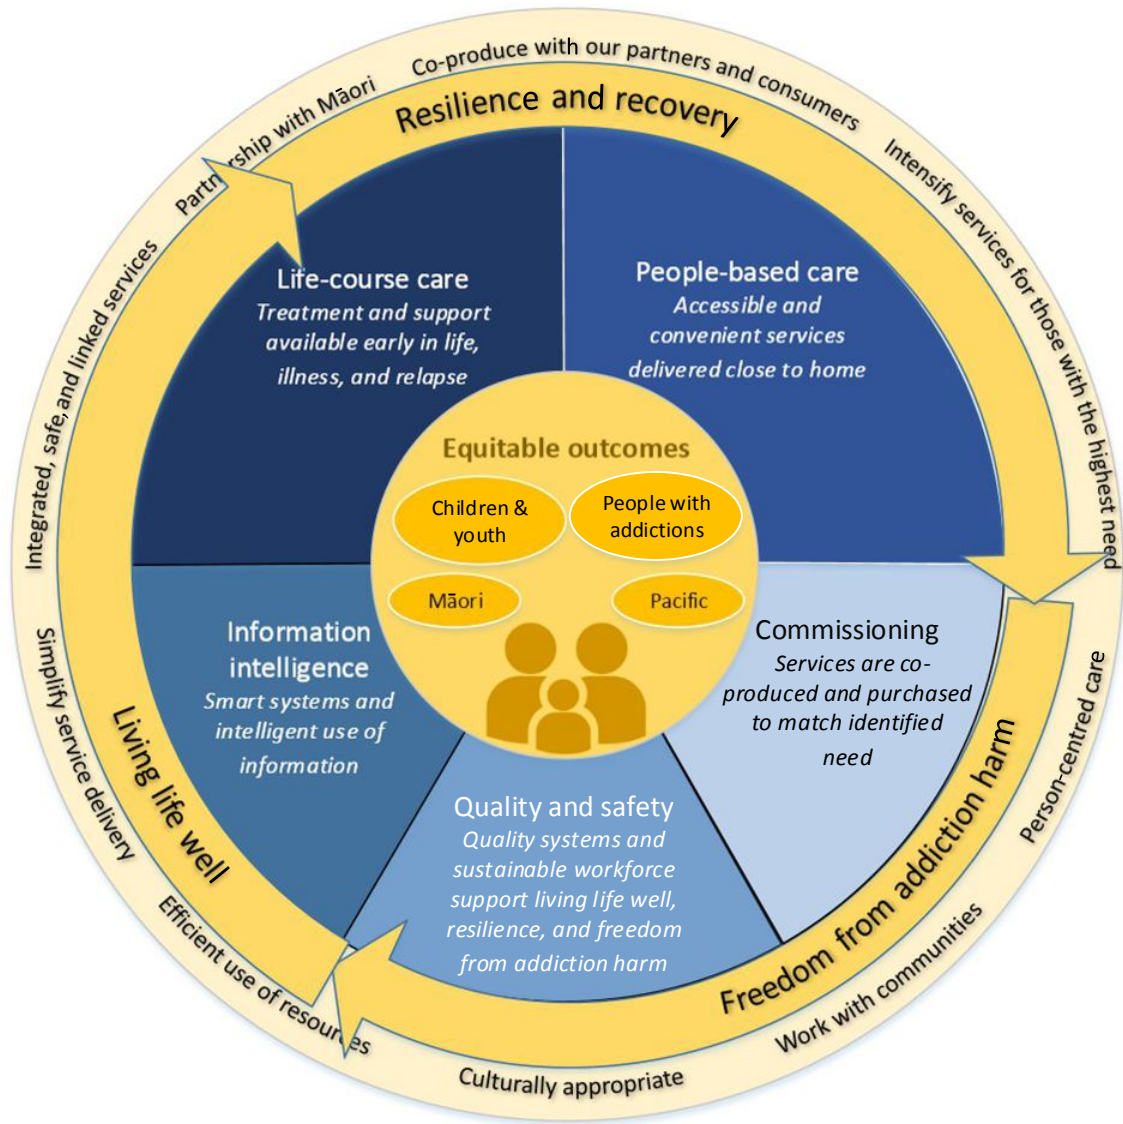 Co-produce with our partners and consumers
Intensify services for those with the highest need
Person-centred care
Work with communities
Culturally appropriate
Efficient use of resources
Simplify service delivery
Integrated, safe, and linked services
Partnership with Māori
Resilience and recovery
Freedom from addiction harm
Living life well
Life-course care
Treatment and support
available early in life,
illness, and relapse
People-based care
Accessible and
convenient services
delivered close to home
Commissioning
Services are co-
produced and purchased
to match identified
need
Quality and safety
Quality systems and
sustainable workforce
support living life well,
resilience, and freedom
from addiction harm
Information
intelligence
Smart systems and
intelligent use of
information
Equitable outcomes
Children &
youth
People with
addictions
Māori
Pacific